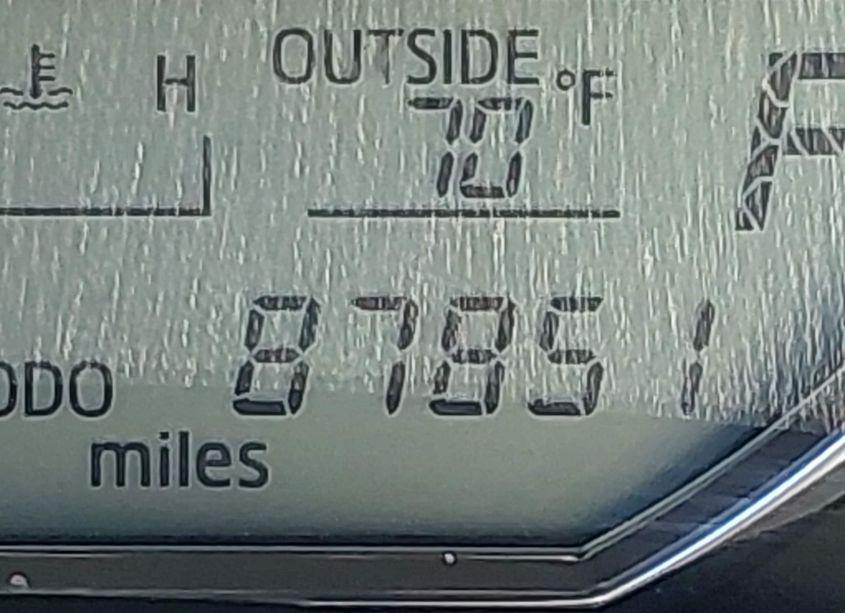 H OUTSIDE
70 °F
87851
ODO
miles